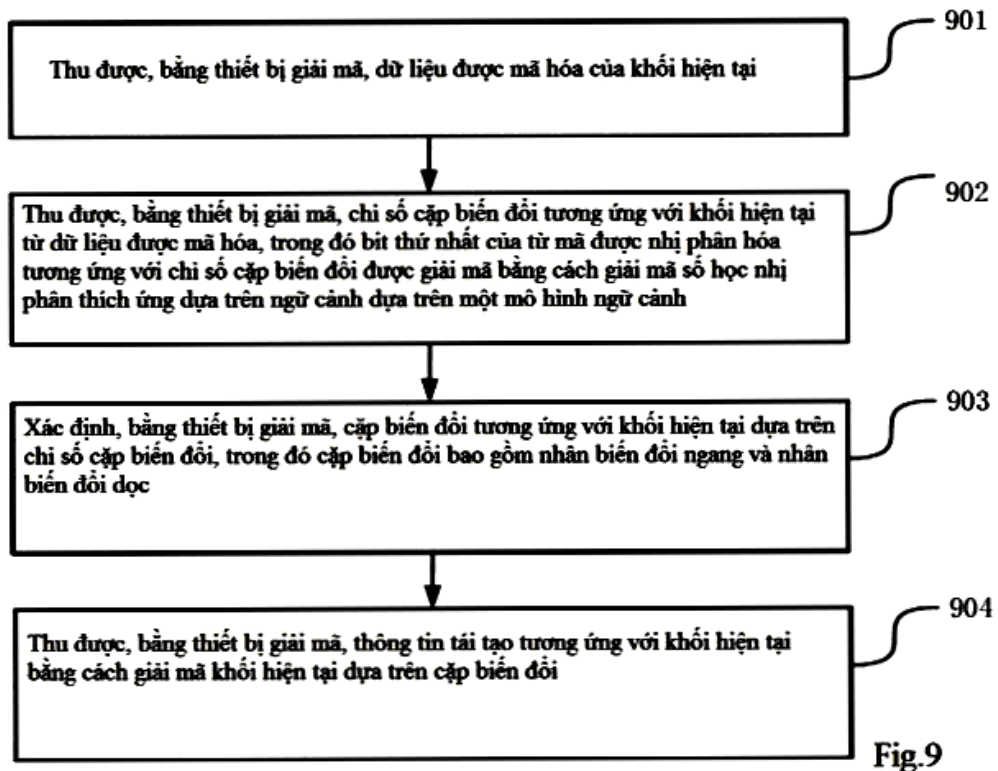 901
Thu được, bằng thiết bị giải mã, dữ liệu được mã hóa của khối hiện tại
902
Thu được, bằng thiết bị giải mã, chỉ số cặp biến đổi tương ứng với khối hiện tại
từ dữ liệu được mã hóa, trong đó bit thứ nhất của từ mã được nhị phân hóa
tương ứng với chỉ số cặp biến đổi được giải mã bằng cách giải mã số học nhị
phân thích ứng dựa trên ngữ cảnh dựa trên một mô hình ngữ cảnh
903
Xác định, bằng thiết bị giải mã, cặp biến đổi tương ứng với khối hiện tại dựa trên
chỉ số cặp biến đổi, trong đó cặp biến đổi bao gồm nhân biến đổi ngang và nhân
biến đổi dọc
904
Thu được, bằng thiết bị giải mã, thông tin tái tạo tương ứng với khối hiện tại
bằng cách giải mã khối hiện tại dựa trên cặp biến đổi
Fig.9